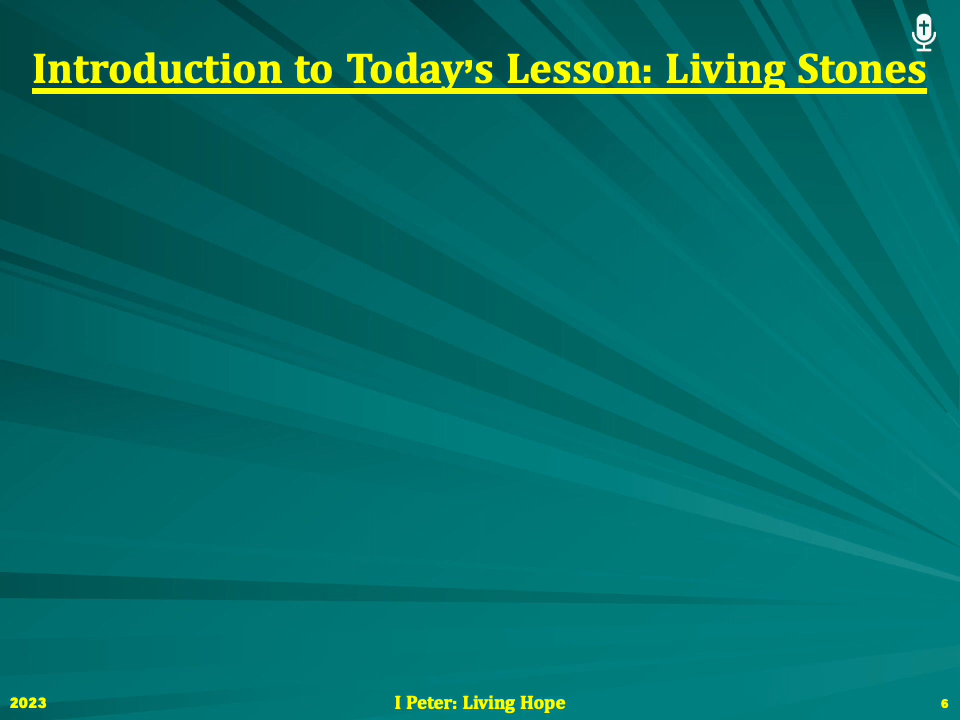 Introduction to Today’s Lesson: Living Stones
2023
I Peter: Living Hope
6